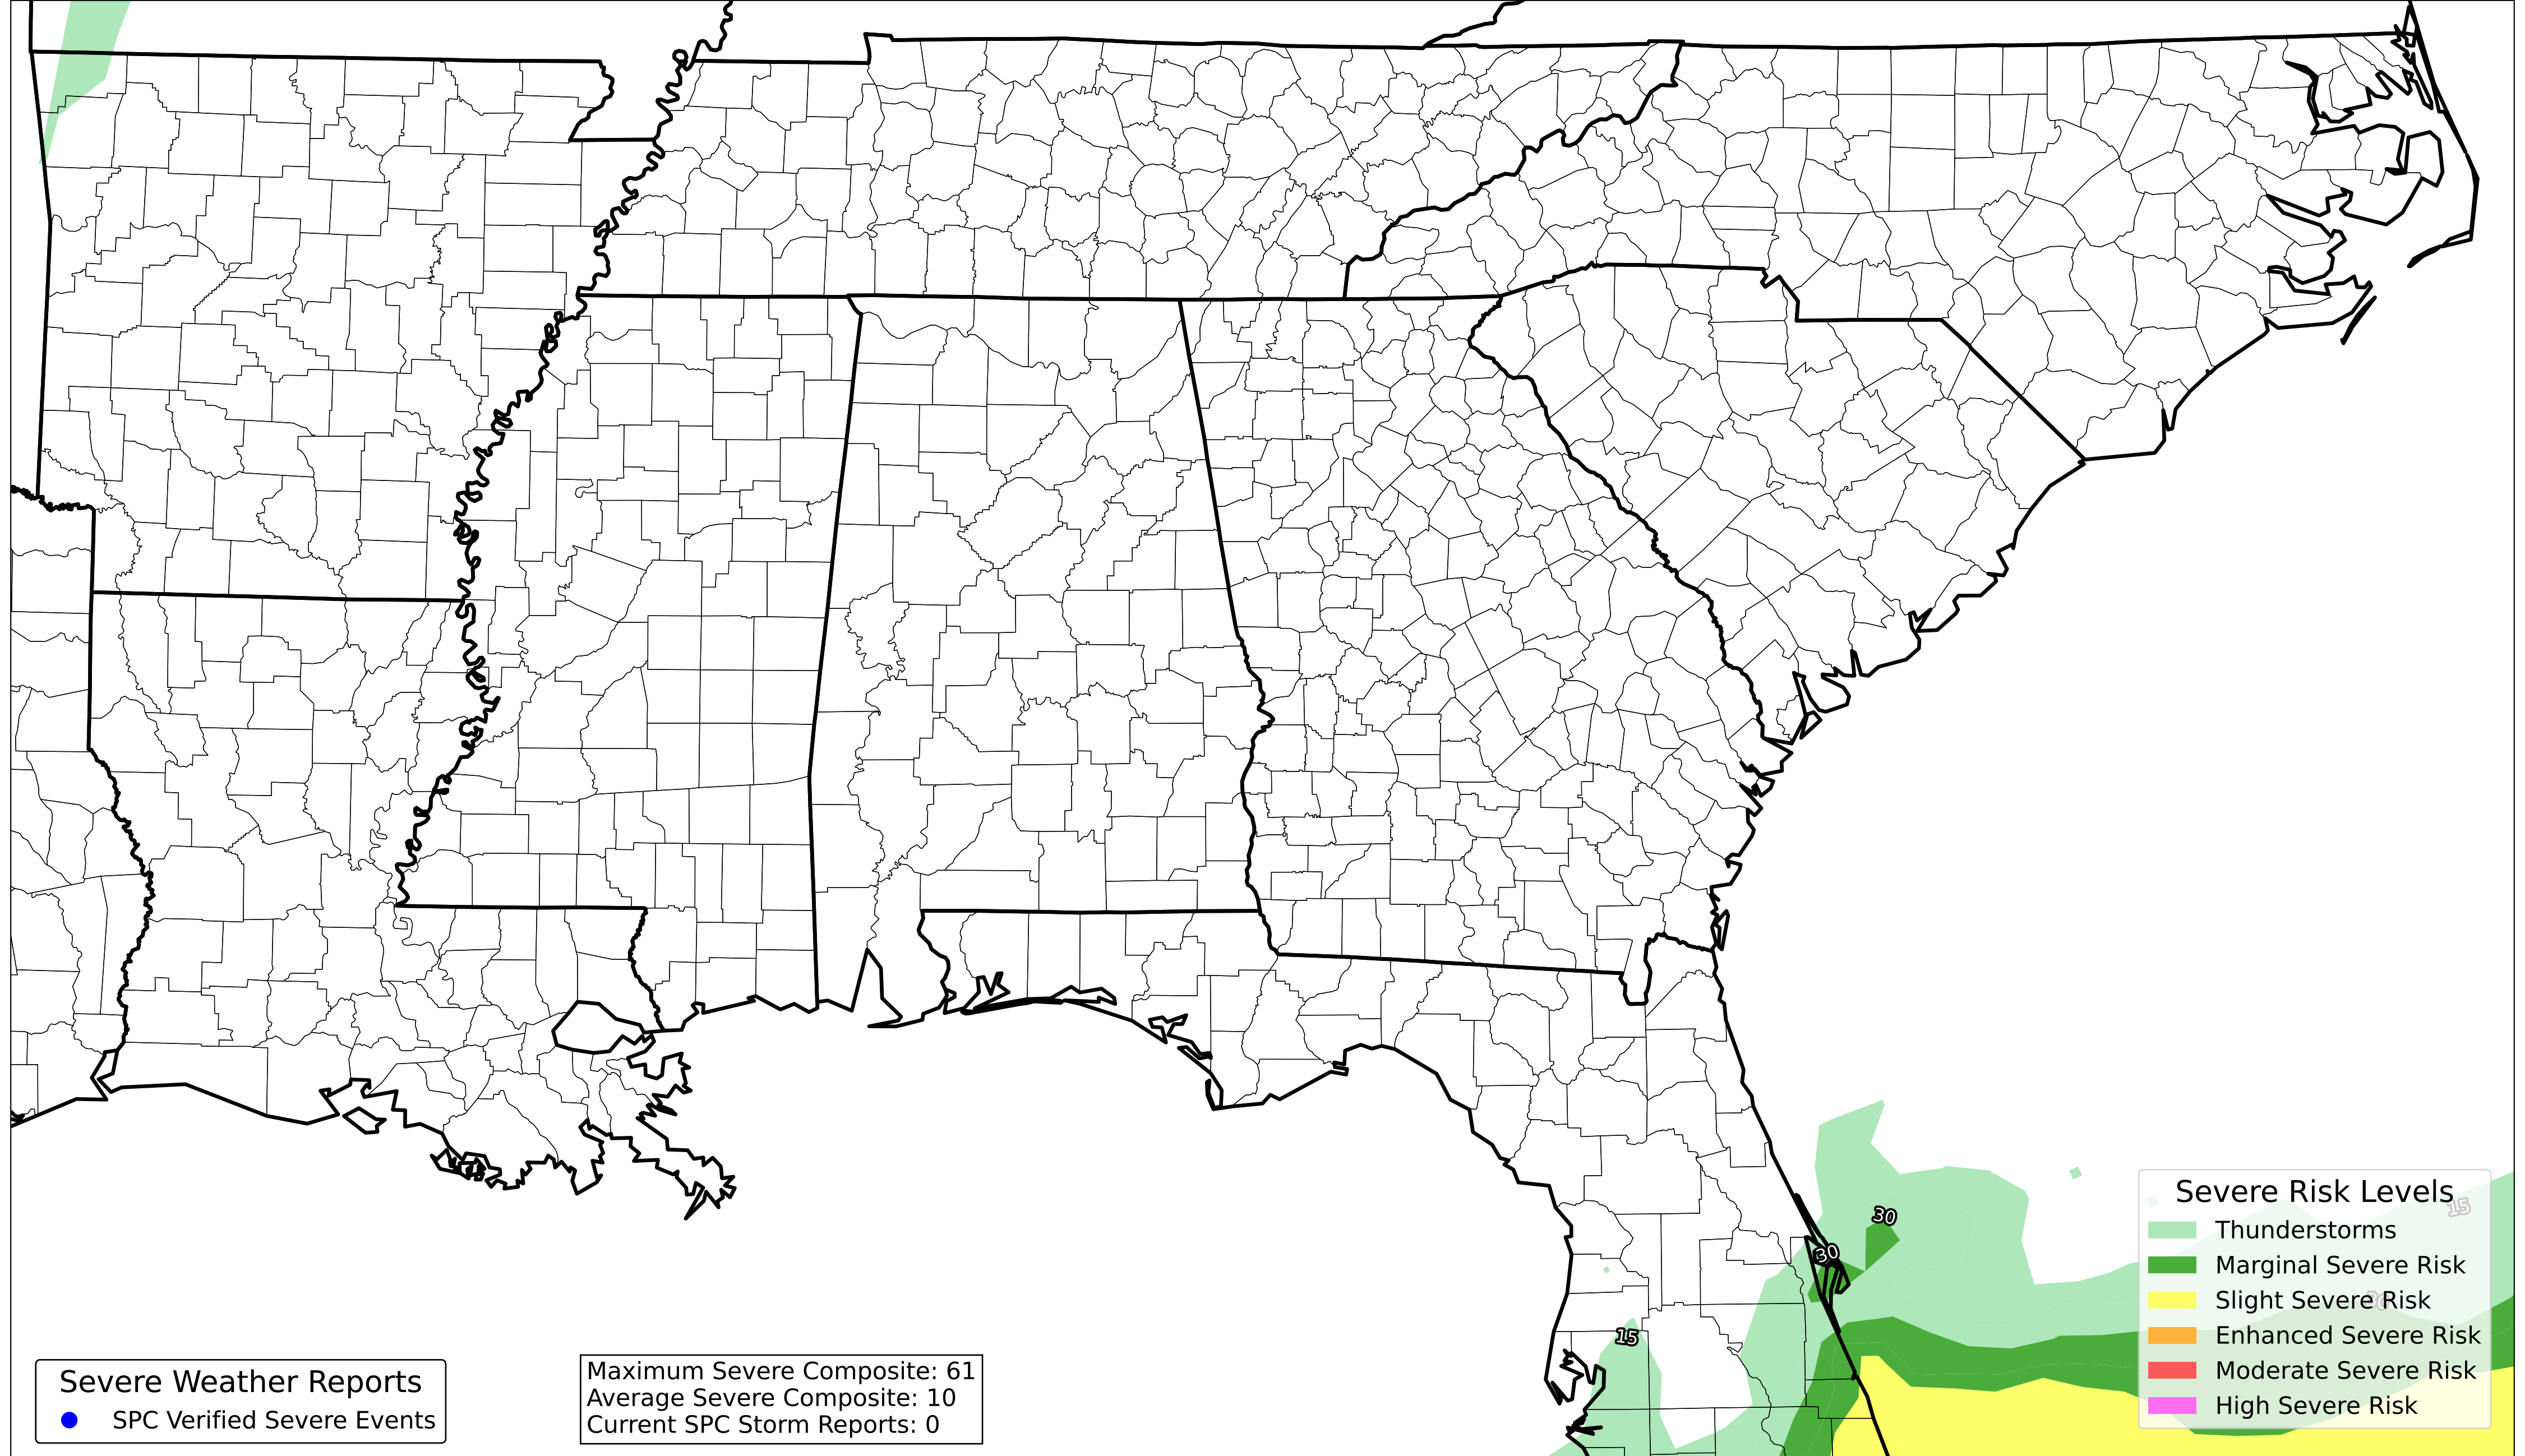 30
30
15
15
Severe Risk Levels
Thunderstorms
Marginal Severe Risk
Slight Severe Risk
Enhanced Severe Risk
Moderate Severe Risk
High Severe Risk
Severe Weather Reports
SPC Verified Severe Events
Maximum Severe Composite: 61
Average Severe Composite: 10
Current SPC Storm Reports: 0